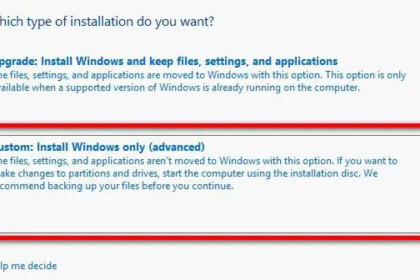 hich type of installation do you want?
pgrade: Install Windows and keep files, settings, and applications
he files, settings, and applications are moved to Windows with this option. This option is only
vailable when a supported version of Windows is already running on the computer.
ustom: Install Windows only (advanced)
he files, settings, and applications aren't moved to Windows with this option. If you want to
ake changes to partitions and drives, start the computer using the installation disc. We
commend backing up your files before you continue.
elp me decide